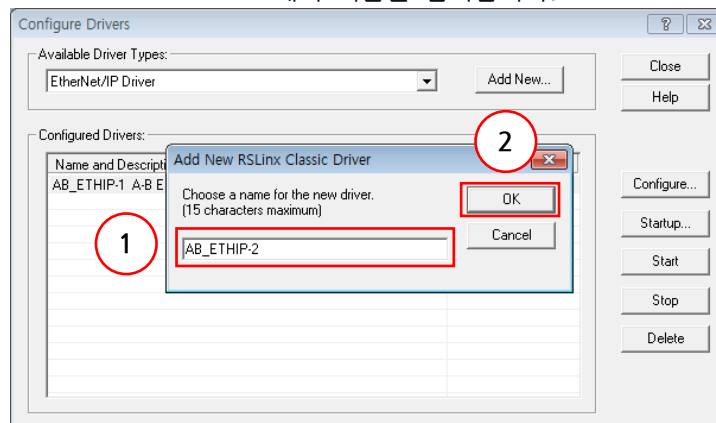 Configure Drivers
Available Driver Types:
EtherNet/IP Driver
Add New...
Close
Help
Configured Drivers:
2
Name and Descripti
Add New RSLinx Classic Driver
AB_ETHIP-1 A-B E
Choose a name for the new driver.
(15 characters maximum)
OK
Cancel
1
AB_ETHIP-2
Configure...
Startup...
Start
Stop
Delete